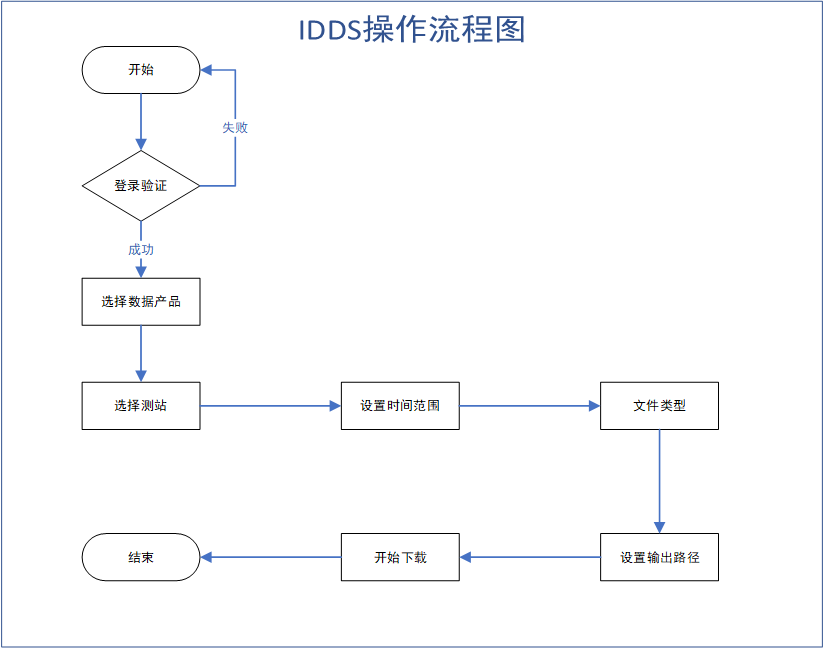 IDDS操作流程图
开始
失败
登录验证
成功
选择数据产品
选择测站
设置时间范围
文件类型
结束
开始下载
设置输出路径